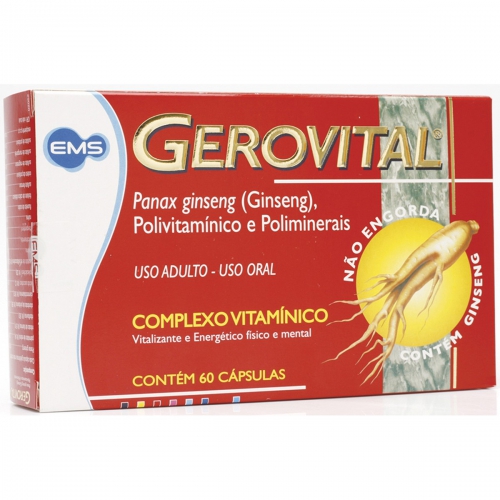 EMS
GEROVITAL®
Panax ginseng (Ginseng),
Polivitamínico e Poliminerais
USO ADULTO - USO ORAL
COMPLEXO VITAMÍNICO
Vitalizante e Energético físico e mental
CONTÉM 60 CÁPSULAS
NÃO ENGORDA
CONTÉM GINSENG
EMS